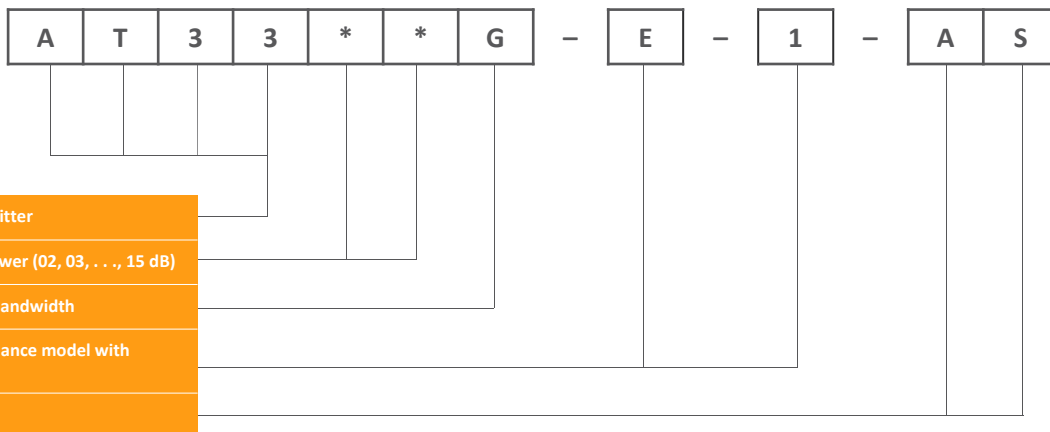 A T 3 3 * * G – E – 1 – A S
itter
wer (02, 03, . . ., 15 dB)
andwidth
ance model with